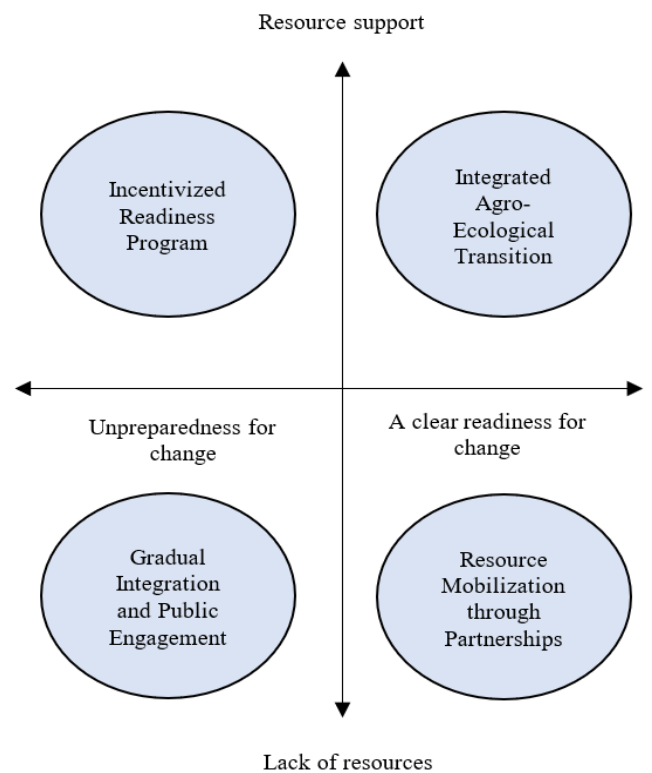 Resource support
Incentivized
Readiness
Program
Integrated
Agro-
Ecological
Transition
Unpreparedness for
change
A clear readiness for
change
Gradual
Integration
and Public
Engagement
Resource
Mobilization
through
Partnerships
Lack of resources